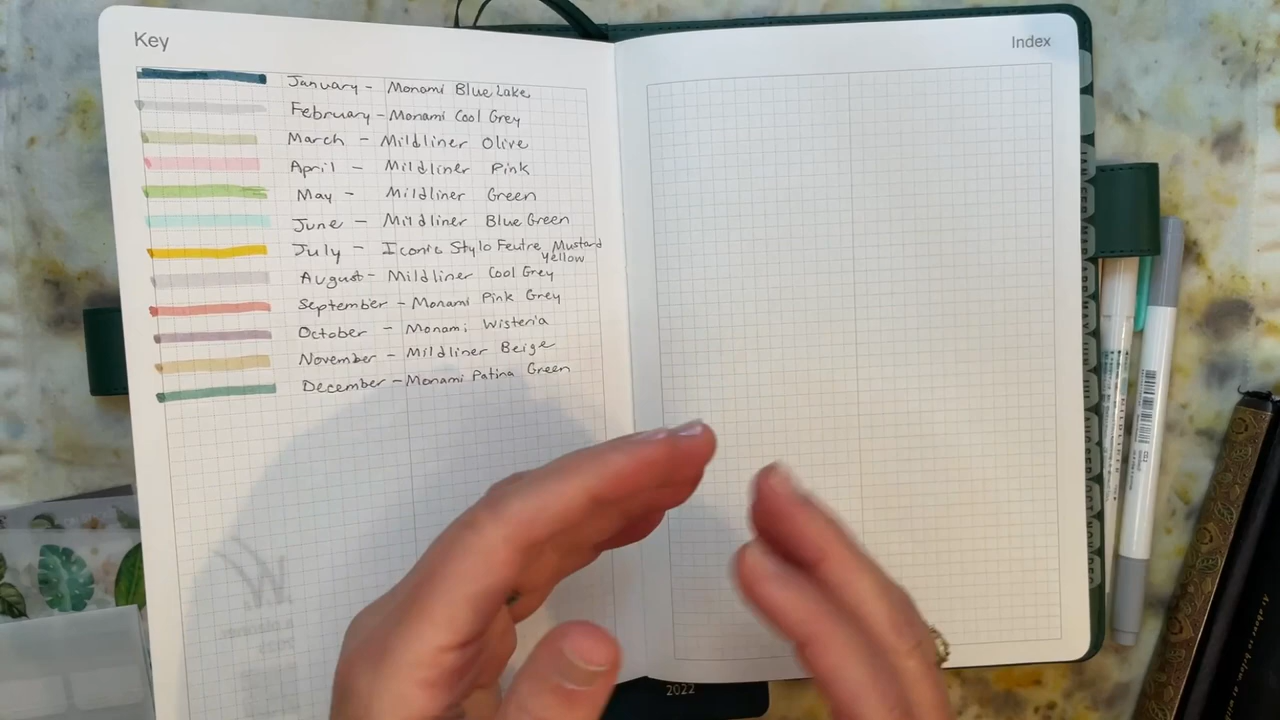 Key
January - Monami Blue Lake
February - Monami Cool Grey
March - Mildliner Olive
April - Mildliner Pink
May - Mildliner Green
June - Mildliner Blue Green
July - Iconic Stylo Feutre Mustard
Yellow
August - Mildliner Cool Grey
September - Monami Pink Grey
October - Monami Wisteria
November - Mildliner Beige
December - Monami Patina Green
Index
2022